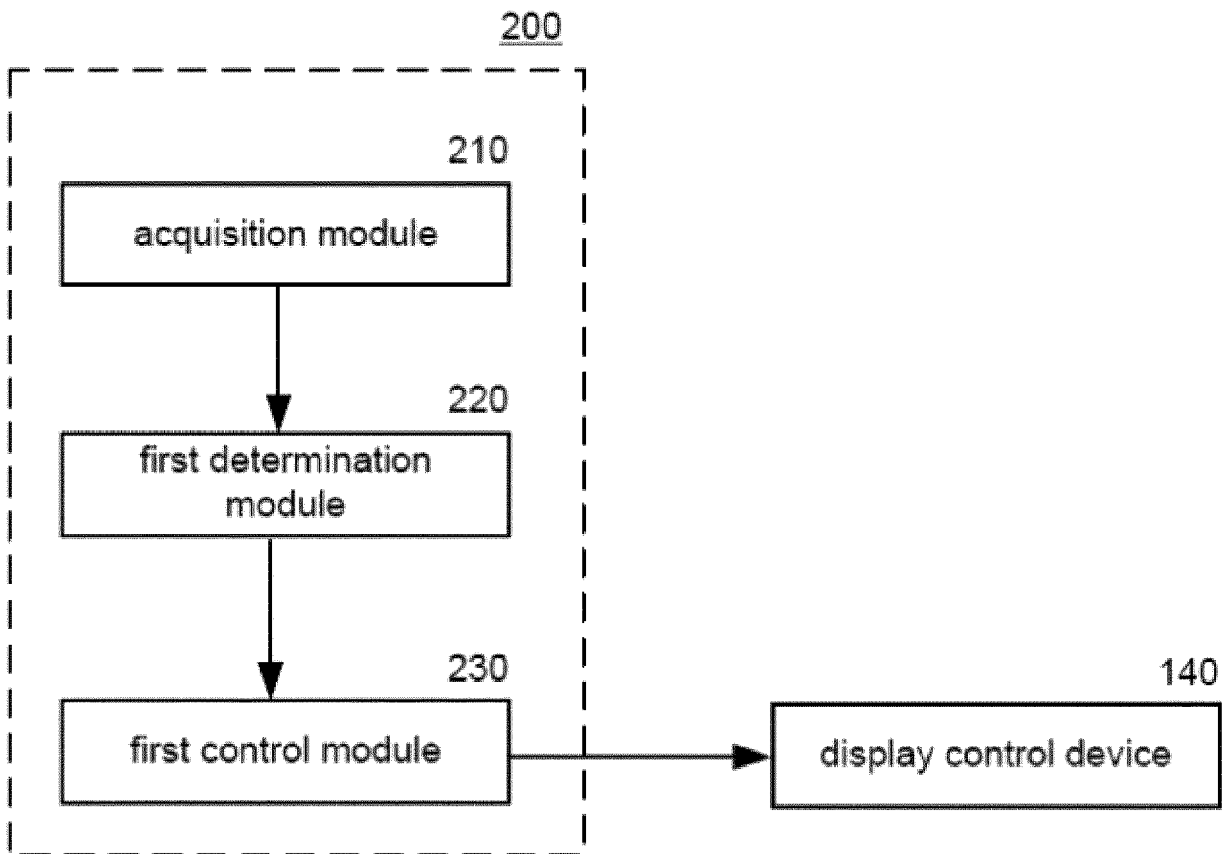 200
210
acquisition module
220
first determination
module
230
first control module
140
display control device